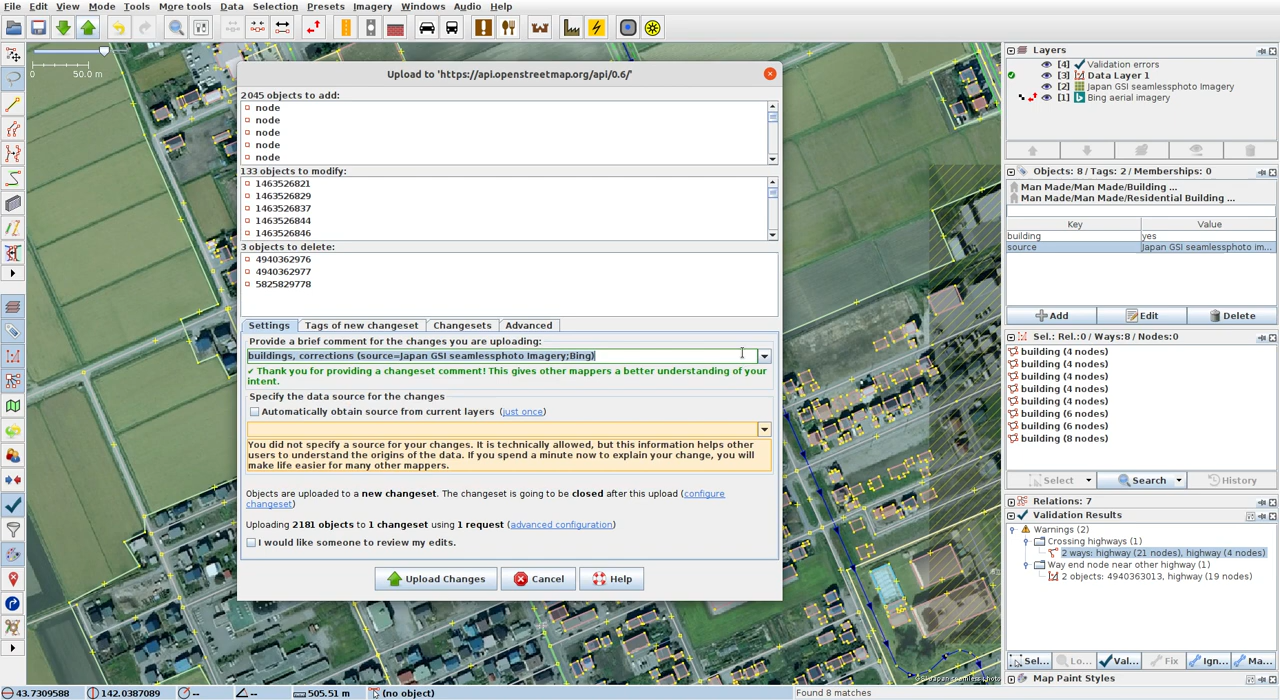 File Edit View Mode Tools More tools Data Selection Presets Imagery Windows Audio Help
0 50.0 m
Upload to 'https://api.openstreetmap.org/api/0.6/'
2045 objects to add:
node
node
node
node
node
133 objects to modify:
1463526821
1463526829
1463526837
1463526844
1463526846
3 objects to delete:
4940362976
4940362977
5825829778
Settings Tags of new changeset Changesets Advanced
Provide a brief comment for the changes you are uploading:
buildings, corrections (source=Japan GSI seamlessphoto Imagery;Bing)
✔ Thank you for providing a changeset comment! This gives other mappers a better understanding of your
intent.
Specify the data source for the changes
Automatically obtain source from current layers (just once)
You did not specify a source for your changes. It is technically allowed, but this information helps other
users to understand the origins of the data. If you spend a minute now to explain your change, you will
make life easier for many other mappers.
Objects are uploaded to a new changeset. The changeset is going to be closed after this upload (configure
changeset)
Uploading 2181 objects to 1 changeset using 1 request (advanced configuration)
I would like someone to review my edits.
Upload Changes Cancel Help
Layers
[4] Validation errors
[3] Data Layer 1
[2] Japan GSI seamlessphoto Imagery
[1] Bing aerial imagery
Objects: 8 / Tags: 2 / Memberships: 0
Man Made/Man Made/Building ...
Man Made/Man Made/Residential Building ...
Key Value
building yes
source Japan GSI seamlessphoto im...
Add Edit Delete
Sel.: Rel.:0 / Ways:8 / Nodes:0
building (4 nodes)
building (4 nodes)
building (4 nodes)
building (4 nodes)
building (4 nodes)
building (6 nodes)
building (6 nodes)
building (8 nodes)
Select Search History
Relations: 7
Validation Results
Warnings (2)
Crossing highways (1)
2 ways: highway (21 nodes), highway (4 nodes)
Way end node near other highway (1)
2 objects: 4940363013, highway (19 nodes)
Sel... Lo... Val... Fix Ign... Ma...
Map Paint Styles
43.7309588 142.0387089 -- -- 505.51 m (no object) Found 8 matches